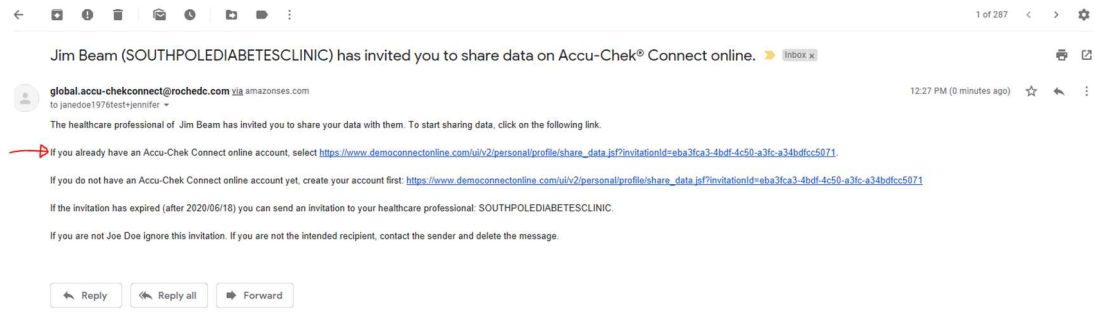 1 of 287
Jim Beam (SOUTHPOLEDIABETESCLINIC) has invited you to share data on Accu-Chek® Connect online.
Inbox x
global.accu-chekconnect@rochedc.com via amazonses.com
12:27 PM (0 minutes ago)
to janedoe1976test+jennifer
The healthcare professional of Jim Beam has invited you to share your data with them. To start sharing data, click on the following link.
If you already have an Accu-Chek Connect online account, select https://www.democonnectonline.com/ui/v2/personal/profile/share_data.jsf?invitationId=eba3fca3-4bdf-4c50-a3fc-a34bdfcc5071.
If you do not have an Accu-Chek Connect online account yet, create your account first: https://www.democonnectonline.com/ui/v2/personal/profile/share_data.jsf?invitationId=eba3fca3-4bdf-4c50-a3fc-a34bdfcc5071
If the invitation has expired (after 2020/06/18) you can send an invitation to your healthcare professional: SOUTHPOLEDIABETESCLINIC.
If you are not Joe Doe ignore this invitation. If you are not the intended recipient, contact the sender and delete the message.
Reply
Reply all
Forward